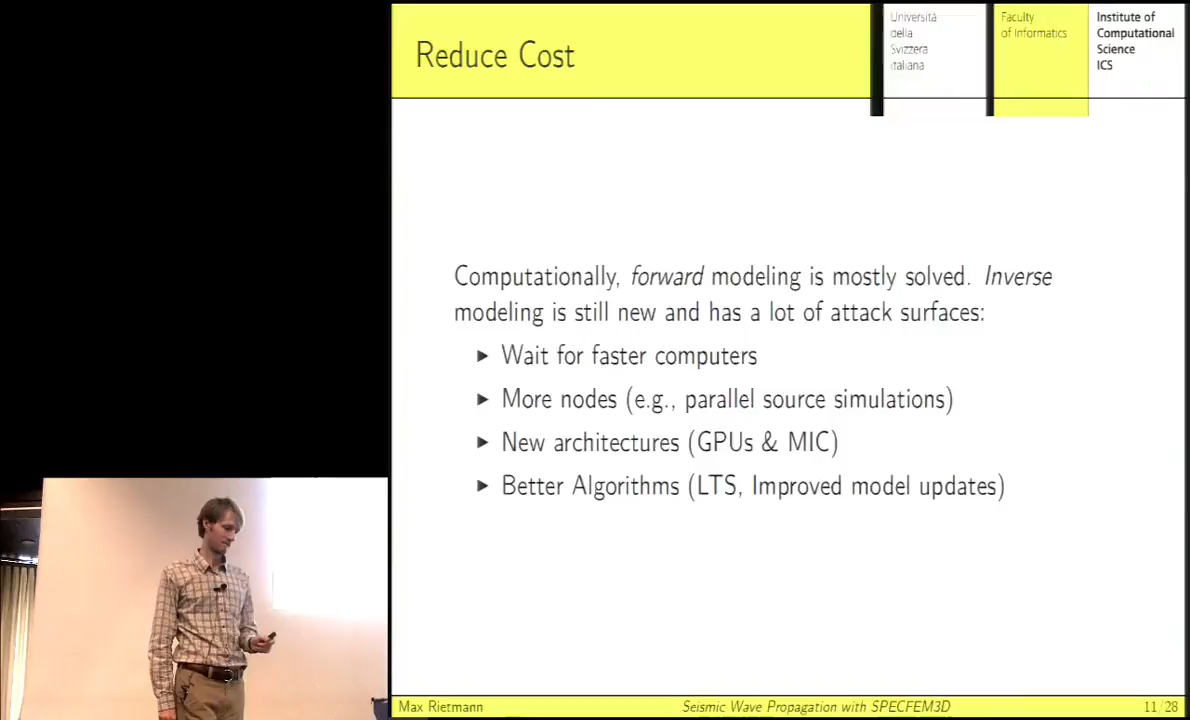 Reduce Cost
Università
della
Svizzera
italiana
Faculty
of Informatics
Institute of
Computational
Science
ICS
Computationally, forward modeling is mostly solved. Inverse
modeling is still new and has a lot of attack surfaces:
Wait for faster computers
More nodes (e.g., parallel source simulations)
New architectures (GPUs & MIC)
Better Algorithms (LTS, Improved model updates)
Max Rietmann
Seismic Wave Propagation with SPECFEM3D
11/28